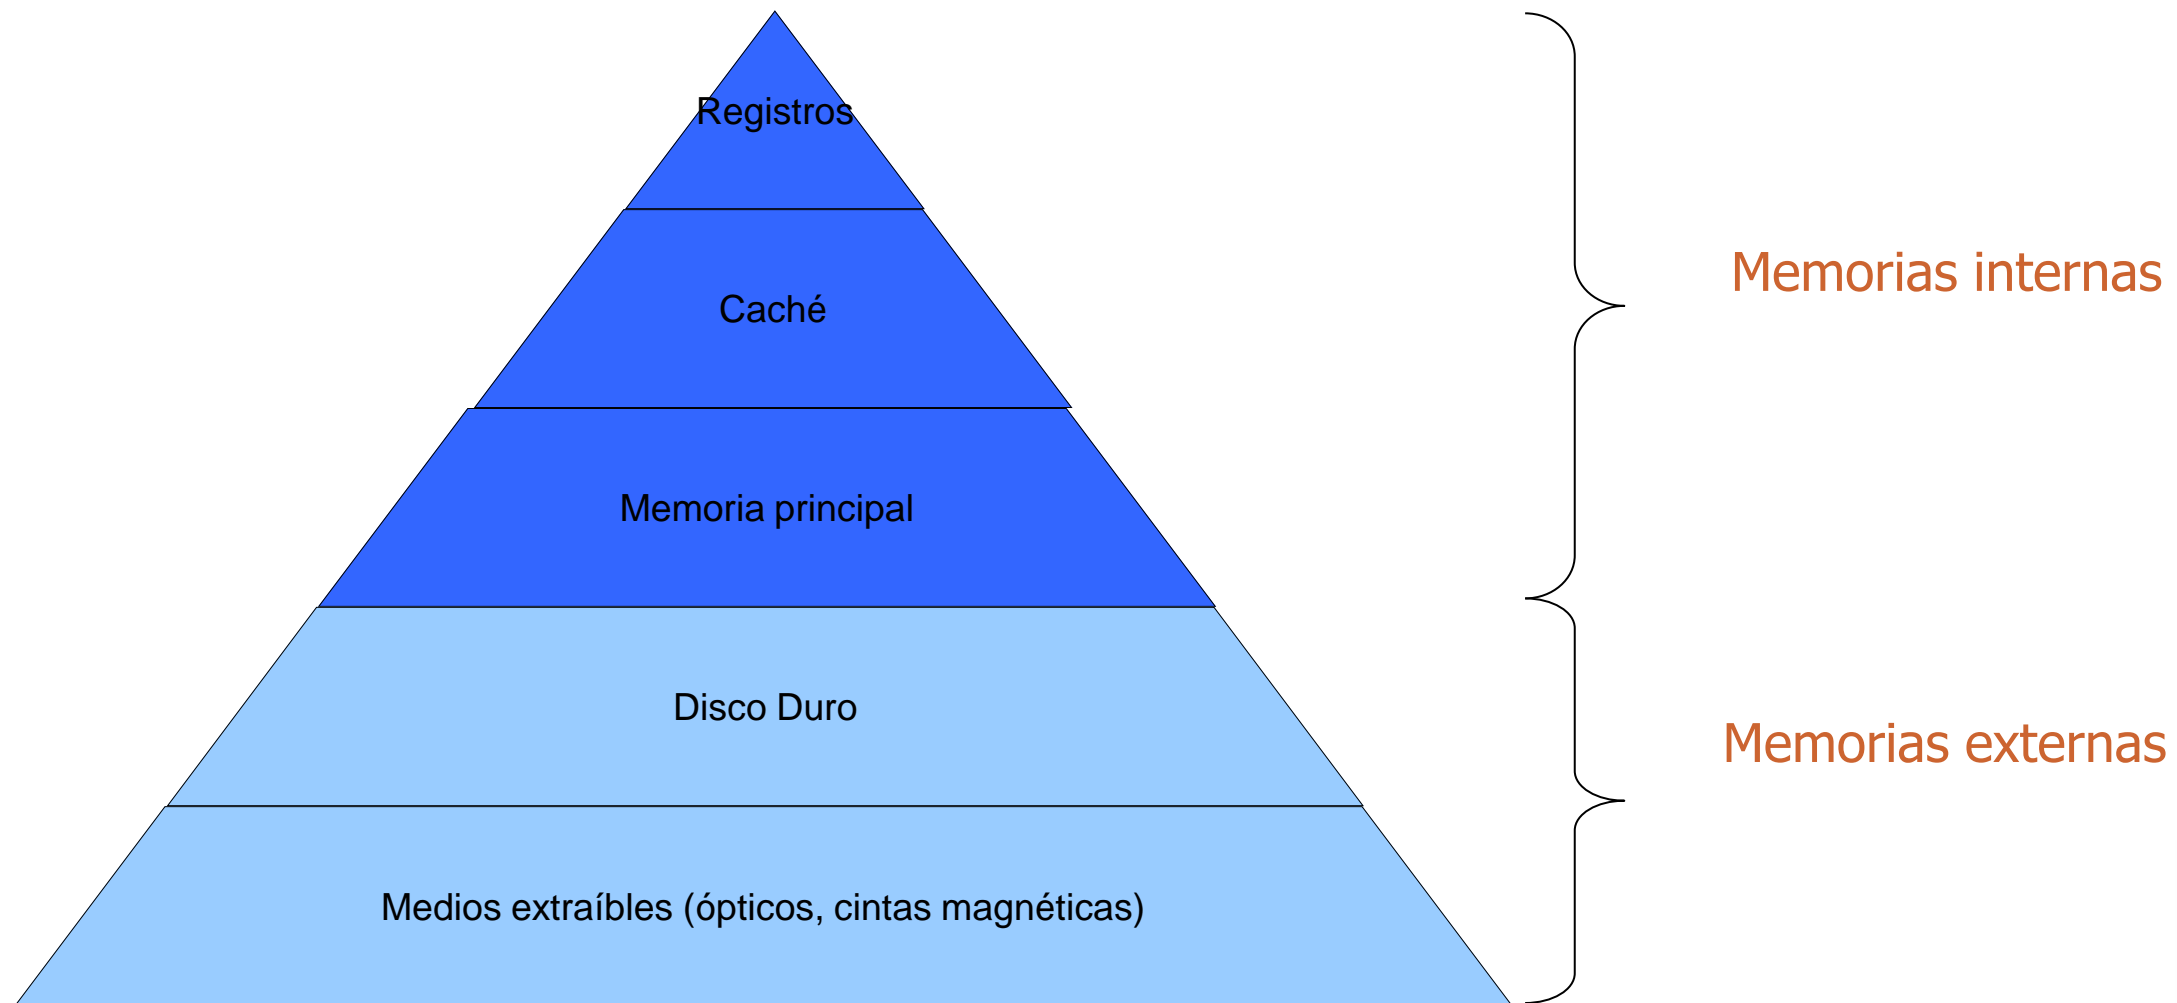 Registros
Caché
Memorias internas
Memoria principal
Disco Duro
Memorias externas
Medios extraíbles (ópticos, cintas magnéticas)